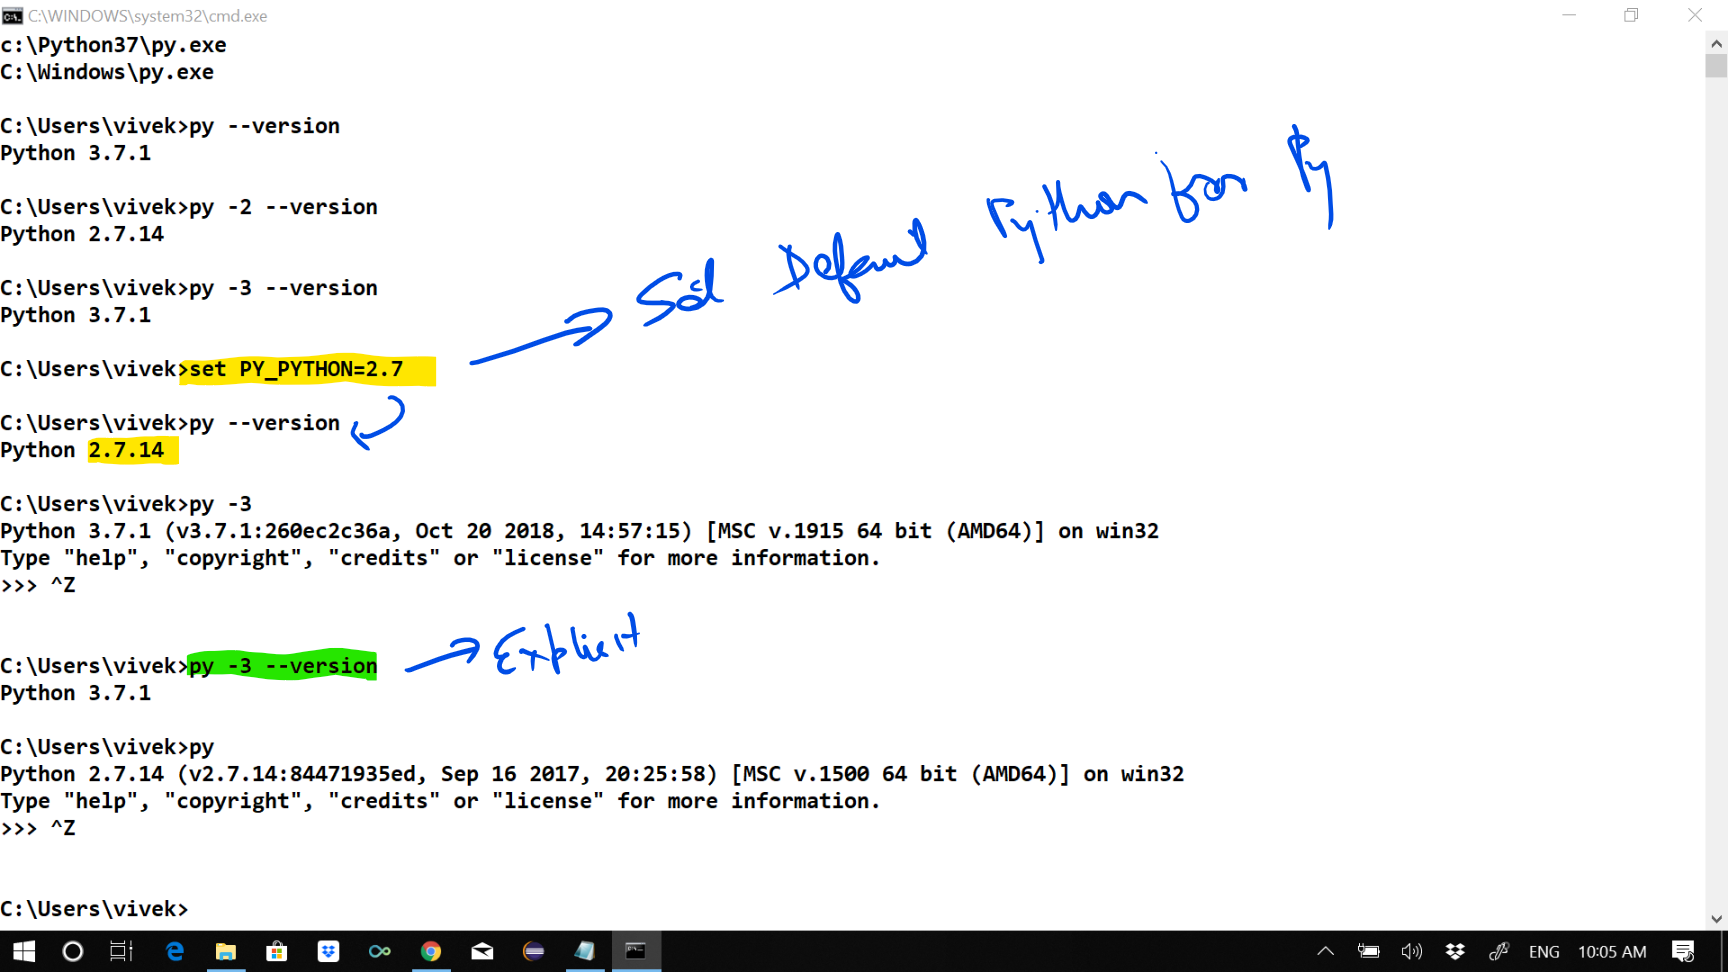 C:\WINDOWS\system32\cmd.exe
c:\Python37\py.exe
C:\Windows\py.exe
C:\Users\vivek>py --version
Python 3.7.1
C:\Users\vivek>py -2 --version
Python 2.7.14
C:\Users\vivek>py -3 --version
Python 3.7.1
Set Default Python for Py
C:\Users\vivek>set PY_PYTHON=2.7
C:\Users\vivek>py --version
Python 2.7.14
C:\Users\vivek>py -3
Python 3.7.1 (v3.7.1:260ec2c36a, Oct 20 2018, 14:57:15) [MSC v.1915 64 bit (AMD64)] on win32
Type "help", "copyright", "credits" or "license" for more information.
>>> ^Z
C:\Users\vivek>py -3 --version
Explicit
Python 3.7.1
C:\Users\vivek>py
Python 2.7.14 (v2.7.14:84471935ed, Sep 16 2017, 20:25:58) [MSC v.1500 64 bit (AMD64)] on win32
Type "help", "copyright", "credits" or "license" for more information.
>>> ^Z
C:\Users\vivek>
ENG 10:05 AM